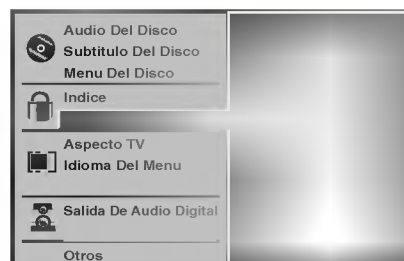 Audio Del Disco
Subtitulo Del Disco
Menu Del Disco
Indice
Aspecto TV
Idioma Del Menu
Salida De Audio Digital
Otros